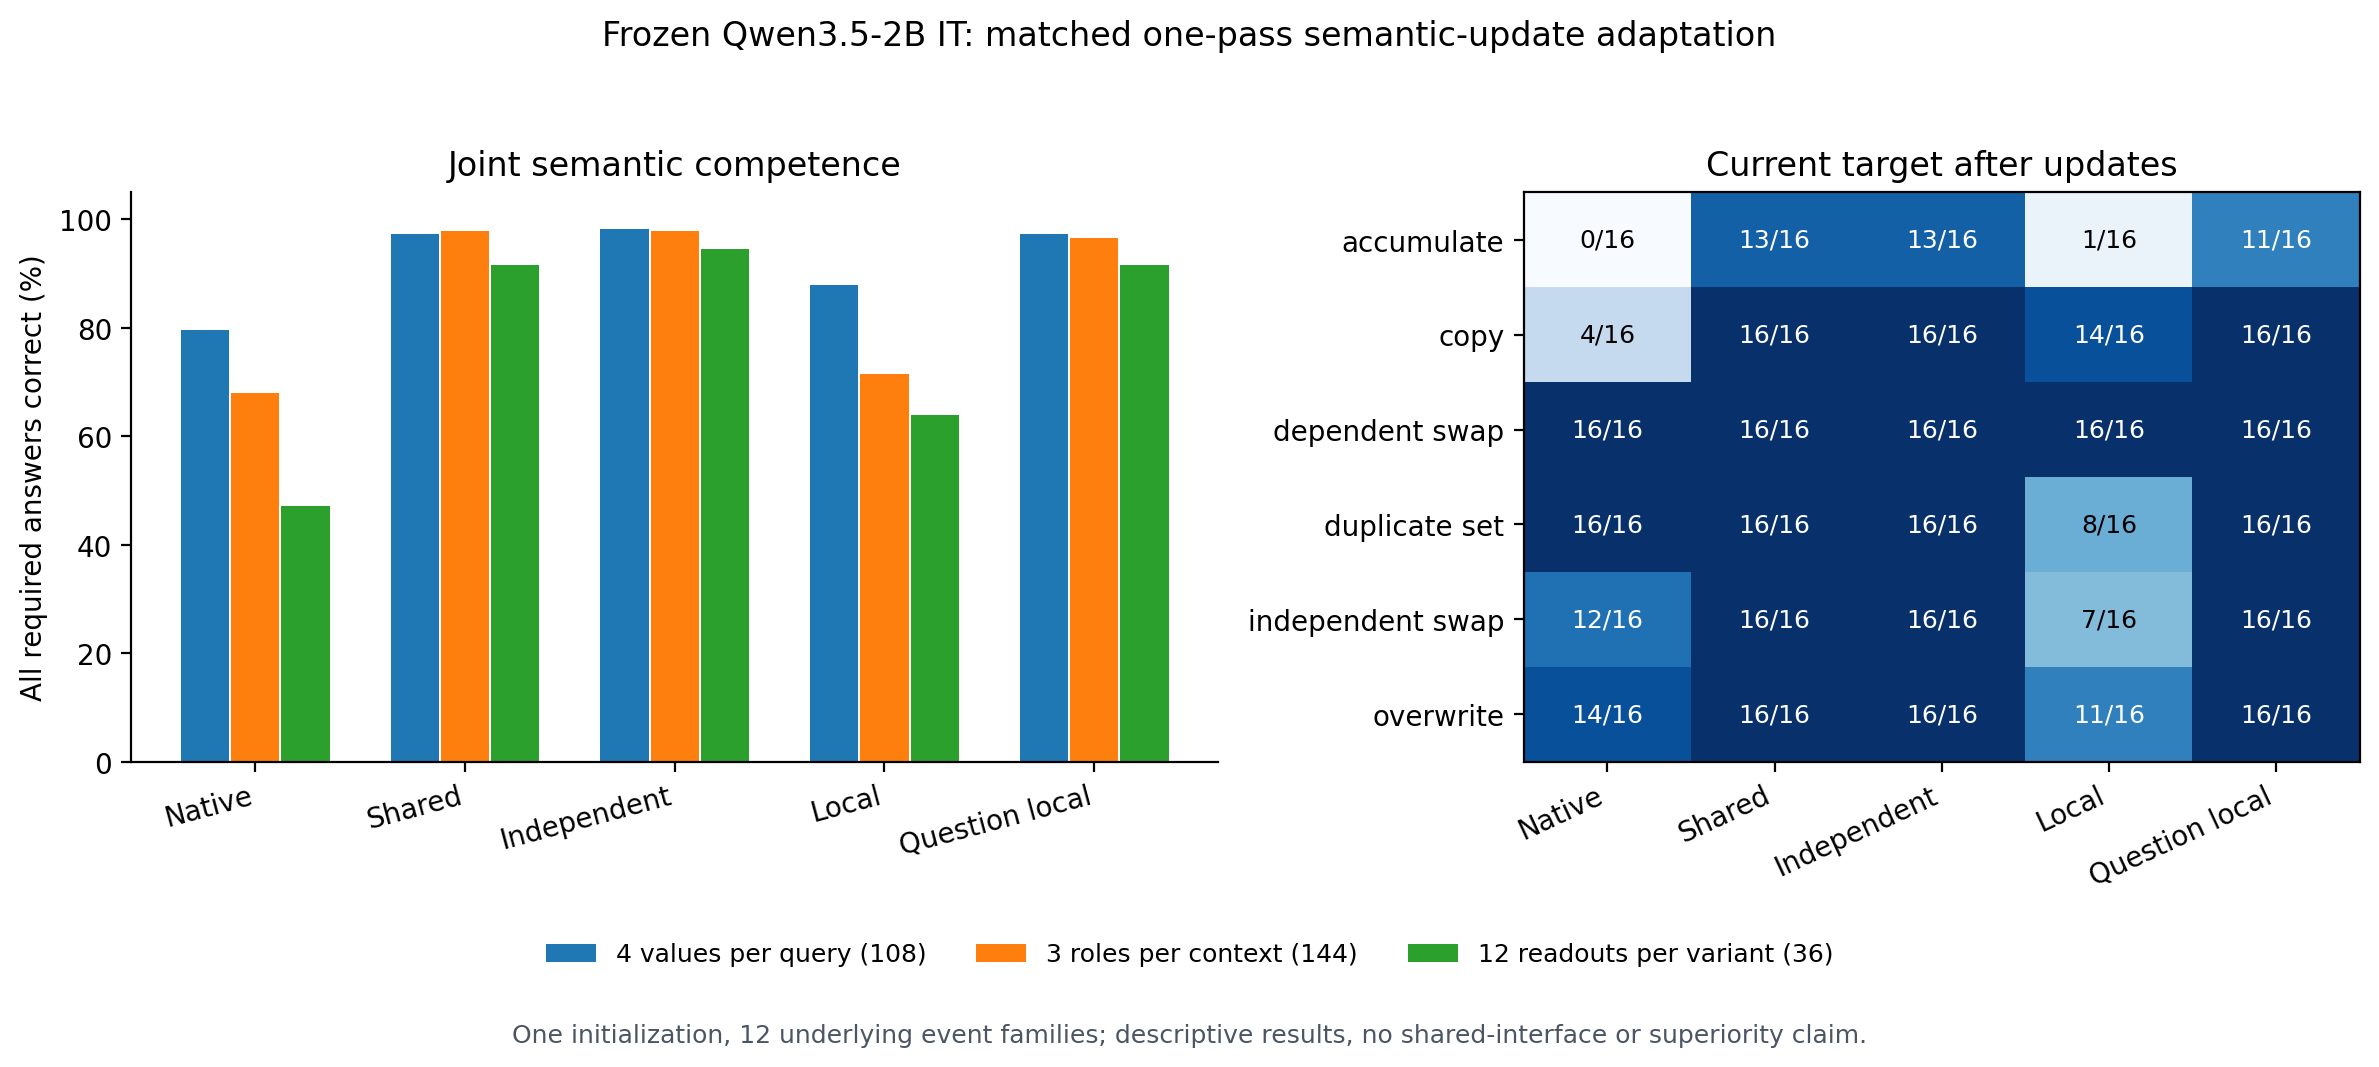 Frozen Qwen3.5-2B IT: matched one-pass semantic-update adaptation
Joint semantic competence
All required answers correct (%)
100
80
60
40
20
0
Native
Shared
Independent
Local
Question local
Current target after updates
accumulate 0/16 13/16 13/16 1/16 11/16
copy 4/16 16/16 16/16 14/16 16/16
dependent swap 16/16 16/16 16/16 16/16 16/16
duplicate set 16/16 16/16 16/16 8/16 16/16
independent swap 12/16 16/16 16/16 7/16 16/16
overwrite 14/16 16/16 16/16 11/16 16/16
Native
Shared
Independent
Local
Question local
4 values per query (108)
3 roles per context (144)
12 readouts per variant (36)
One initialization, 12 underlying event families; descriptive results, no shared-interface or superiority claim.